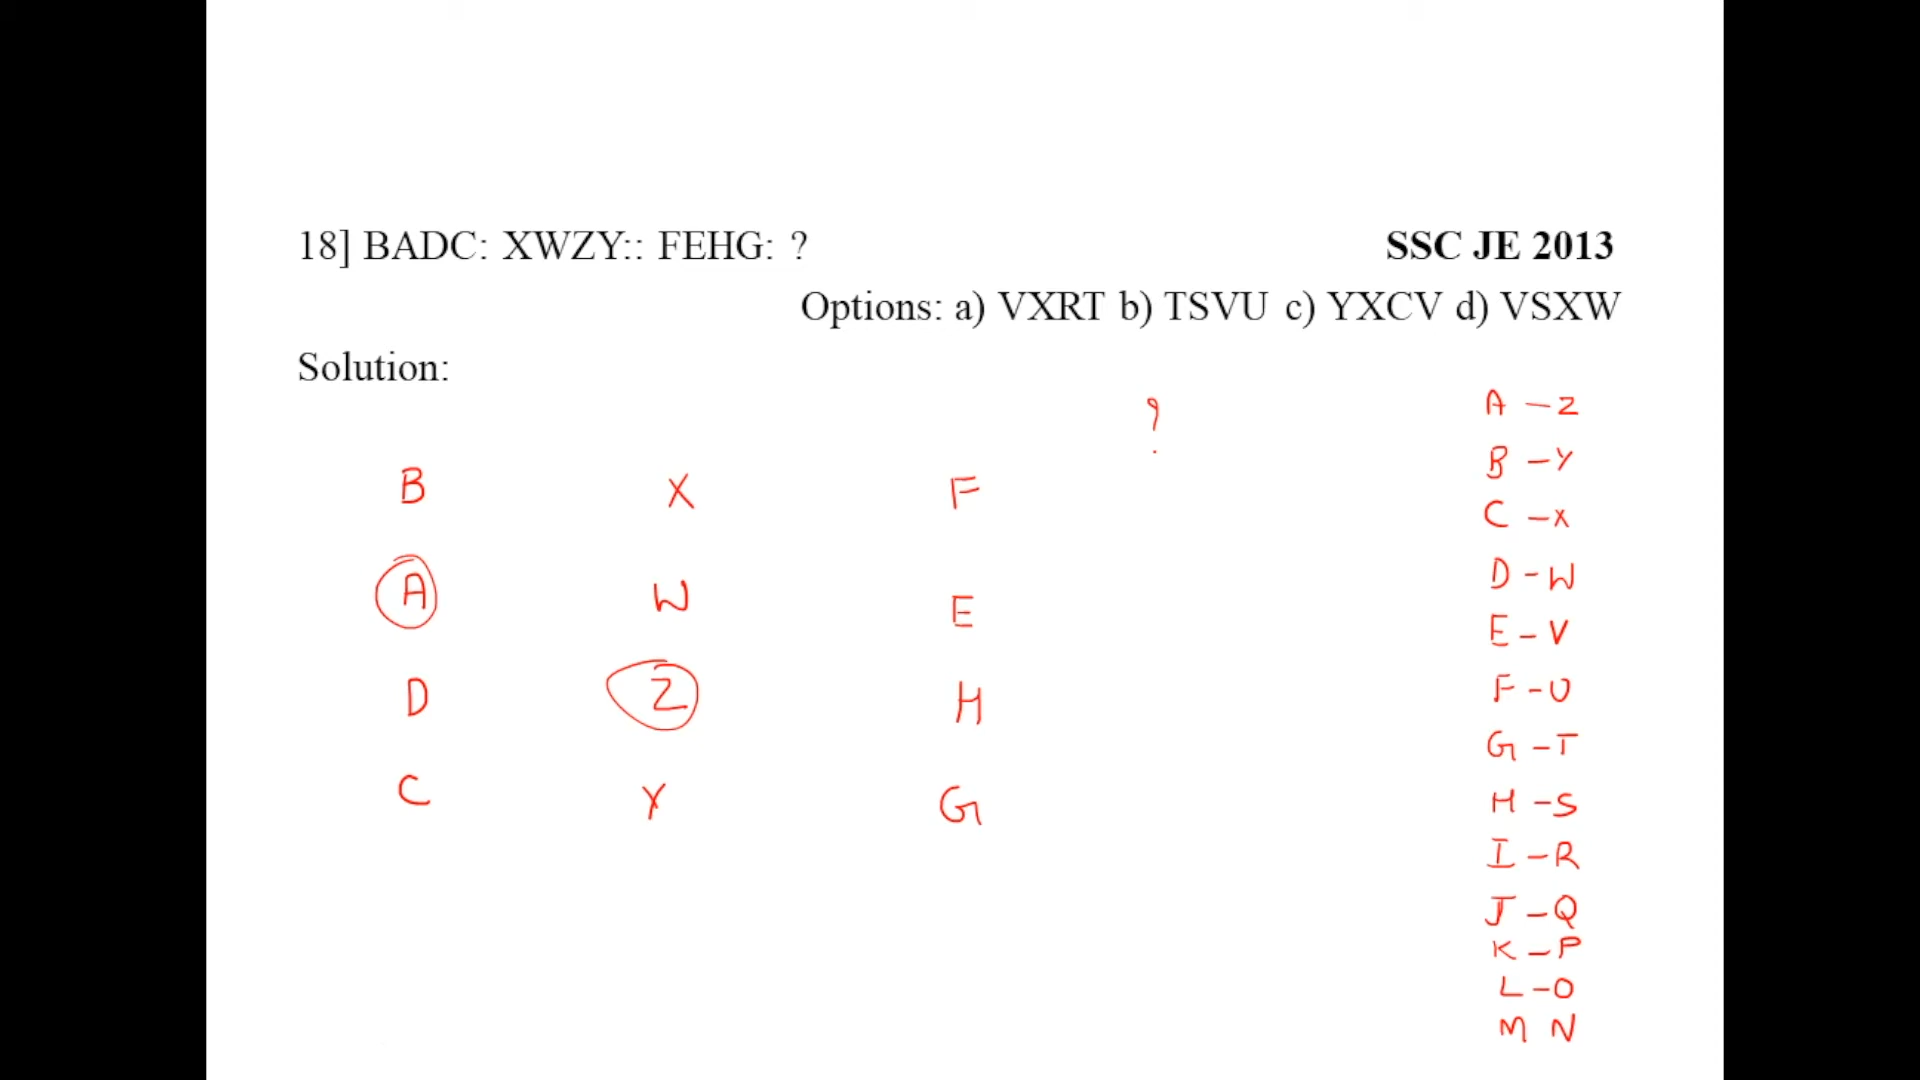 18] BADC: XWZY:: FEHG: ? SSC JE 2013
Options: a) VXRT b) TSVU c) YXCV d) VSXW
Solution:
A - Z
?
B - Y
B X F
C - X
D - W
A W E
E - V
D Z H
F - U
G - T
C Y G
H - S
I - R
J - Q
K - P
L - O
M N